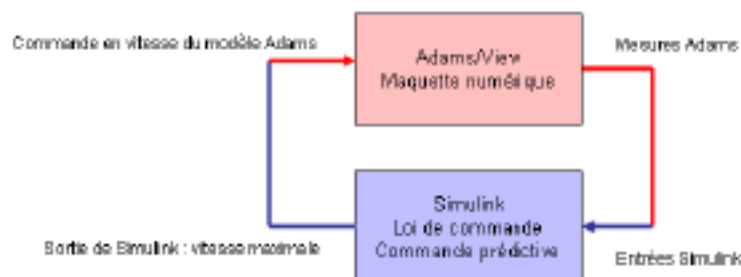 Commande en vitesse du modèle Adams
Adams/View
Maquette numérique
Mesures Adams
Simulink
Loi de commande
Commande prédictive
Sortie de Simulink : vitesse maximale
Entrées Simulink